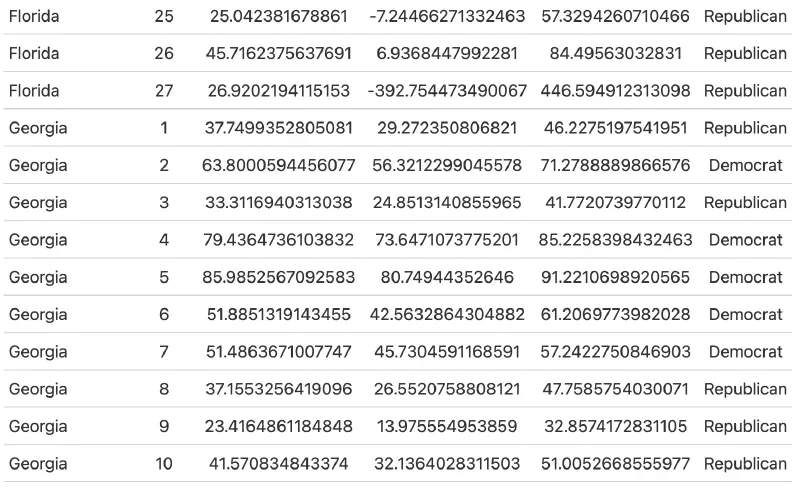 Florida 25 25.042381678861 -7.24466271332463 57.3294260710466 Republican
Florida 26 45.7162375637691 6.9368447992281 84.49563032831 Republican
Florida 27 26.9202194115153 -392.754473490067 446.594912313098 Republican
Georgia 1 37.7499352805081 29.272350806821 46.2275197541951 Republican
Georgia 2 63.8000594456077 56.3212299045578 71.2788889866576 Democrat
Georgia 3 33.3116940313038 24.8513140855965 41.7720739770112 Republican
Georgia 4 79.4364736103832 73.6471073775201 85.2258398432463 Democrat
Georgia 5 85.9852567092583 80.74944352646 91.2210698920565 Democrat
Georgia 6 51.8851319143455 42.5632864304882 61.2069773982028 Democrat
Georgia 7 51.4863671007747 45.7304591168591 57.2422750846903 Democrat
Georgia 8 37.1553256419096 26.5520758808121 47.7585754030071 Republican
Georgia 9 23.4164861184848 13.975554953859 32.8574172831105 Republican
Georgia 10 41.570834843374 32.1364028311503 51.0052668555977 Republican